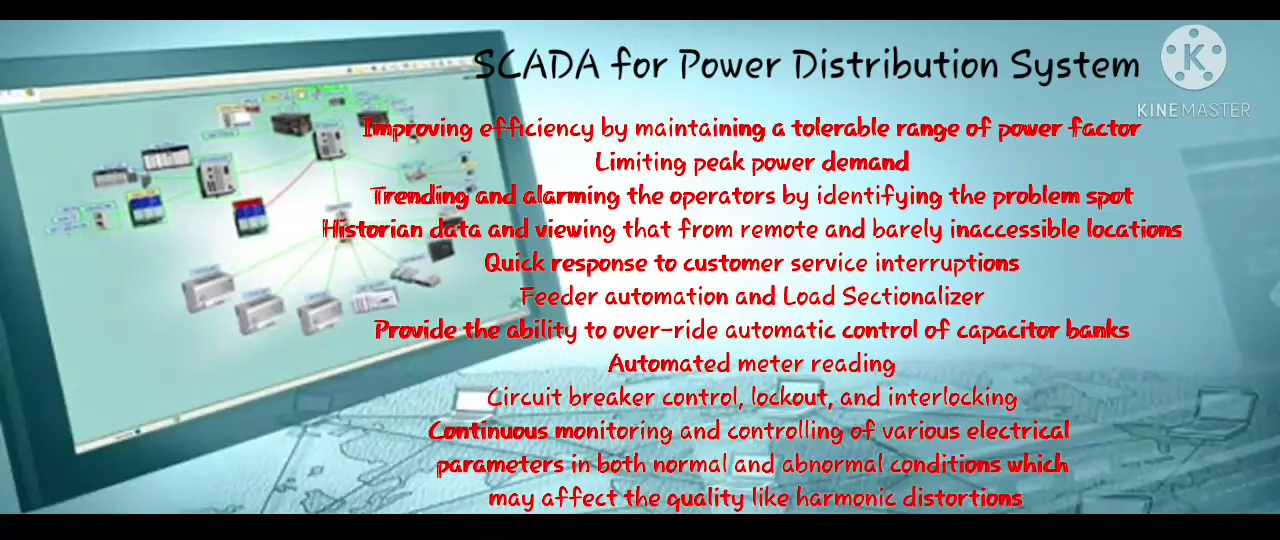 SCADA for Power Distribution System
KINEMASTER
Improving efficiency by maintaining a tolerable range of power factor
Limiting peak power demand
Trending and alarming the operators by identifying the problem spot
Historian data and viewing that from remote and barely inaccessible locations
Quick response to customer service interruptions
Feeder automation and Load Sectionalizer
Provide the ability to over-ride automatic control of capacitor banks
Automated meter reading
Circuit breaker control, lockout, and interlocking
Continuous monitoring and controlling of various electrical
parameters in both normal and abnormal conditions which
may affect the quality like harmonic distortions